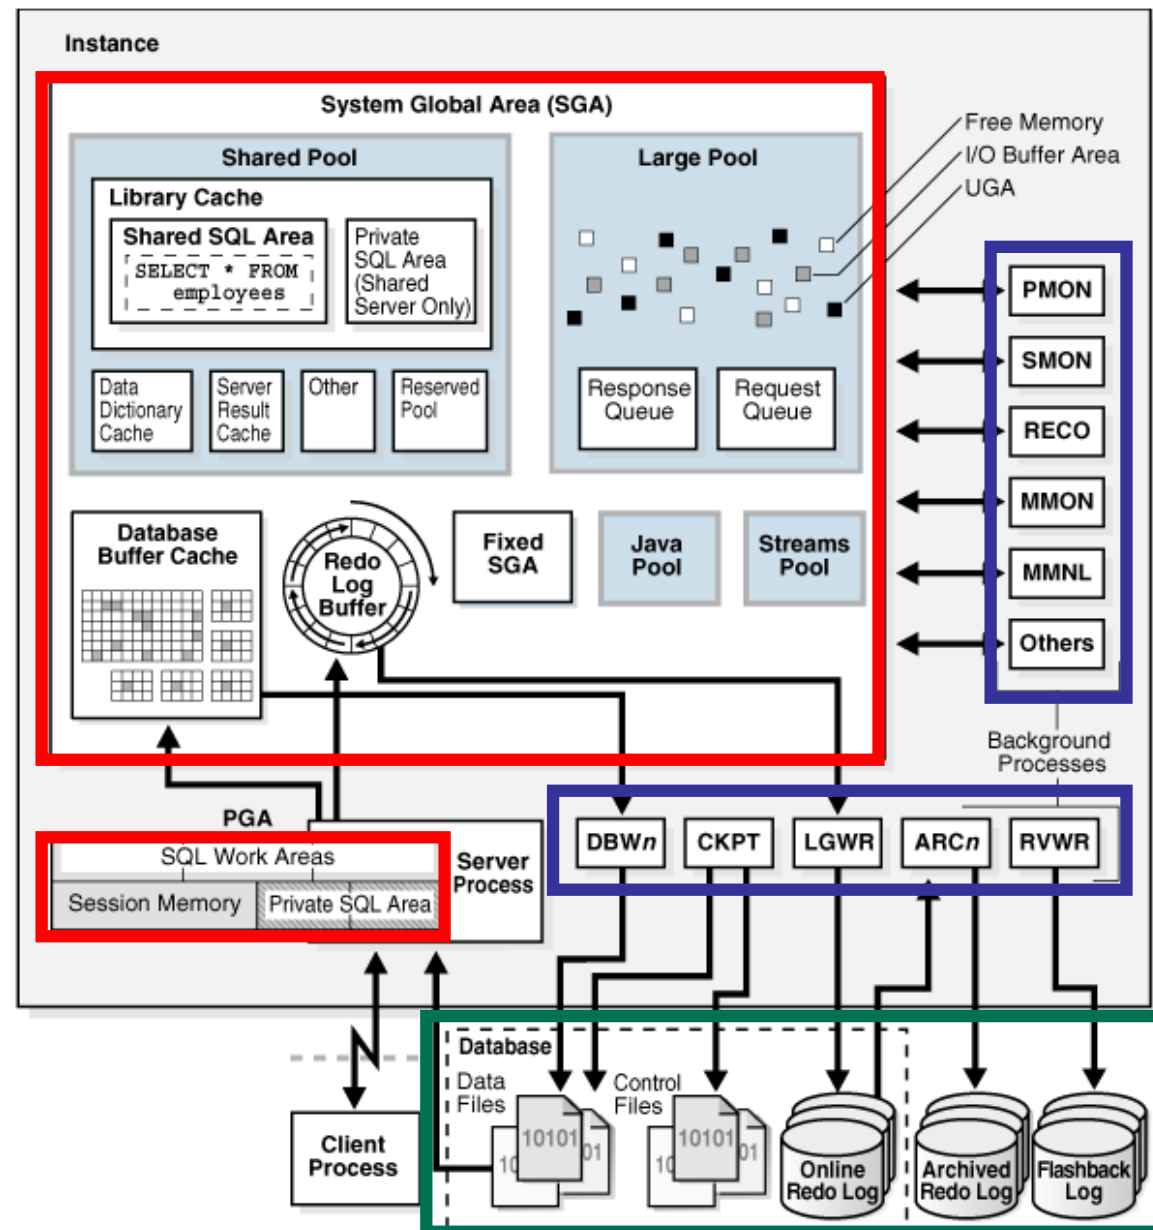 Instance
System Global Area (SGA)
Shared Pool
Library Cache
Shared SQL Area
SELECT * FROM
employees
Private
SQL Area
(Shared
Server Only)
Data
Dictionary
Cache
Server
Result
Cache
Other
Reserved
Pool
Large Pool
Response
Queue
Request
Queue
Free Memory
I/O Buffer Area
UGA
Database
Buffer Cache
Redo
Log
Buffer
Fixed
SGA
Java
Pool
Streams
Pool
PMON
SMON
RECO
MMON
MMNL
Others
Background
Processes
PGA
SQL Work Areas
Session Memory
Private SQL Area
Server
Process
DBWn
CKPT
LGWR
ARCn
RVWR
Client
Process
Database
Data
Files
10101
10
01
Control
Files
10101
10
01
Online
Redo Log
Archived
Redo Log
Flashback
Log